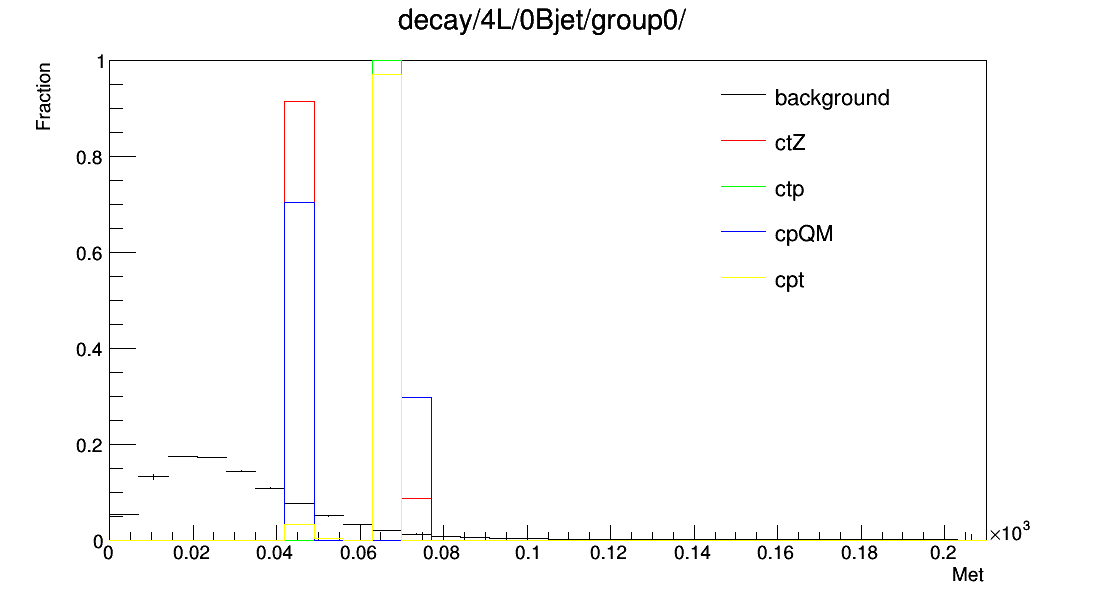 decay/4L/0Bjet/group0/
Fraction
1
0.8
0.6
0.4
0.2
0
background
ctZ
ctp
cpQM
cpt
0 0.02 0.04 0.06 0.08 0.1 0.12 0.14 0.16 0.18 0.2 ×10³
Met